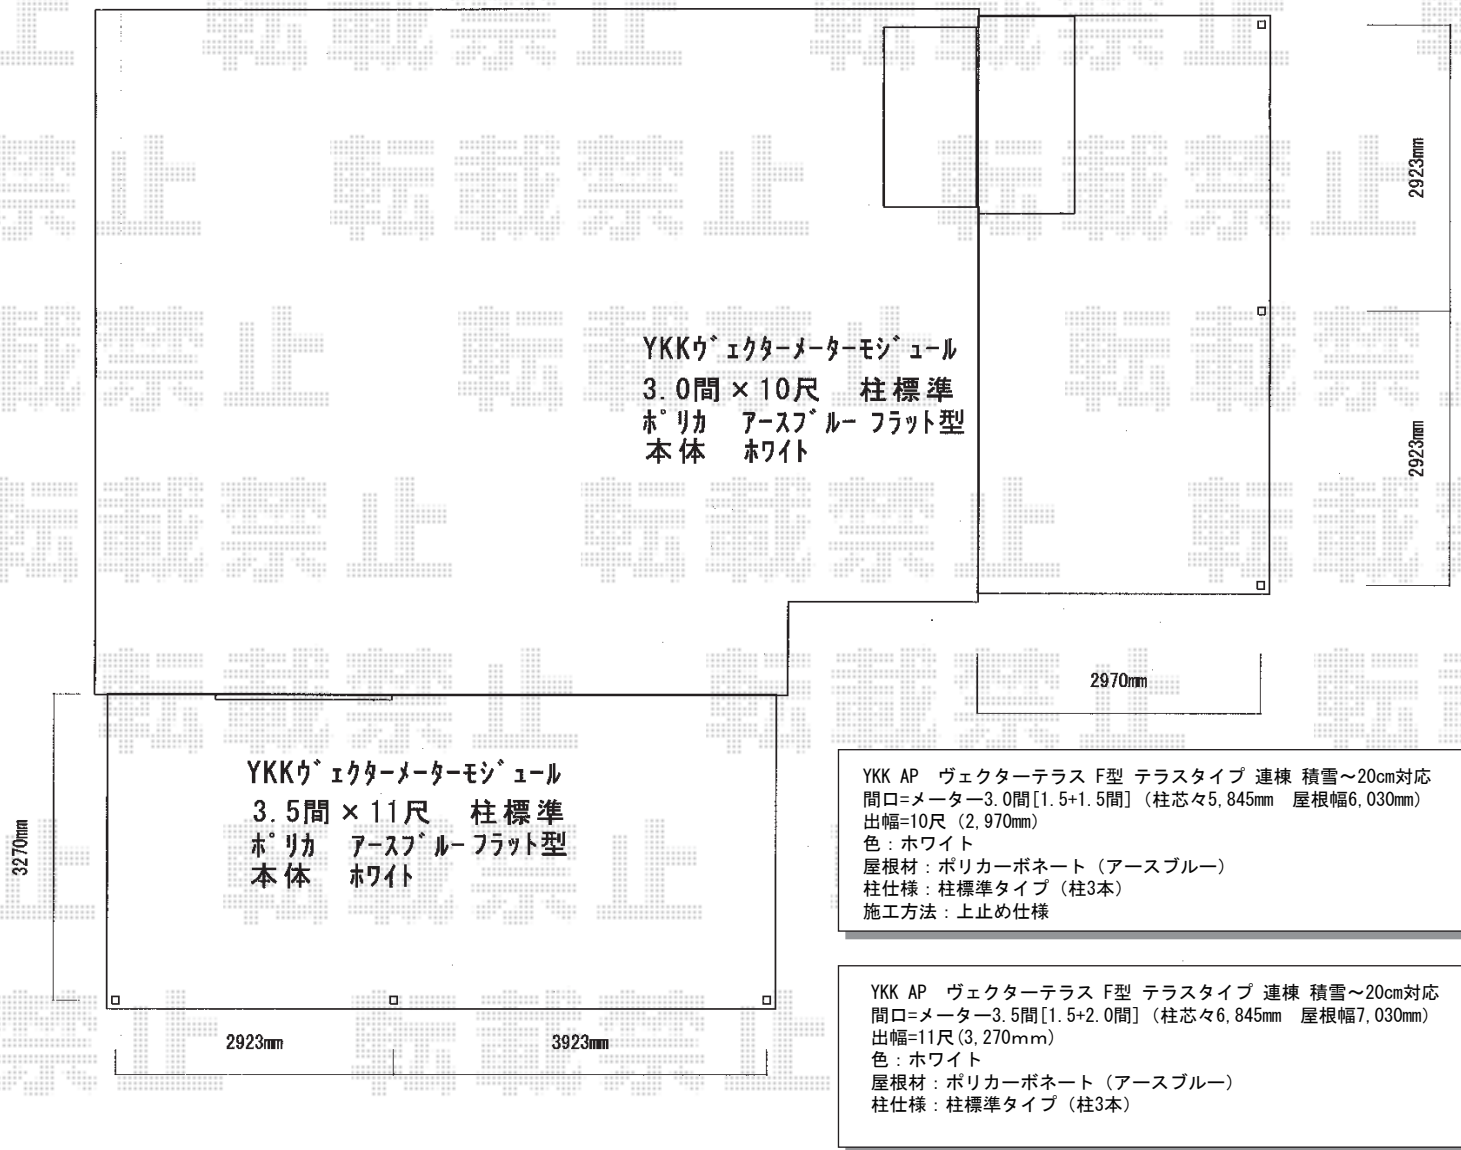 転載禁止
YKKヴェクターメーターモジュール
3.0間×10尺 柱標準
ポリカ アースブルー フラット型
本体 ホワイト
2923mm
2923mm
2970mm
YKKヴェクターメーターモジュール
3.5間×11尺 柱標準
ポリカ アースブルー フラット型
本体 ホワイト
3270mm
2923mm
3923mm
YKK AP ヴェクターテラス F型 テラスタイプ 連棟 積雪～20cm対応
間口=メーター3.0間[1.5+1.5間] (柱芯々5,845mm 屋根幅6,030mm)
出幅=10尺 (2,970mm)
色：ホワイト
屋根材：ポリカーボネート (アースブルー)
柱仕様：柱標準タイプ (柱3本)
施工方法：上止め仕様
YKK AP ヴェクターテラス F型 テラスタイプ 連棟 積雪～20cm対応
間口=メーター3.5間[1.5+2.0間] (柱芯々6,845mm 屋根幅7,030mm)
出幅=11尺(3,270mm)
色：ホワイト
屋根材：ポリカーボネート (アースブルー)
柱仕様：柱標準タイプ (柱3本)